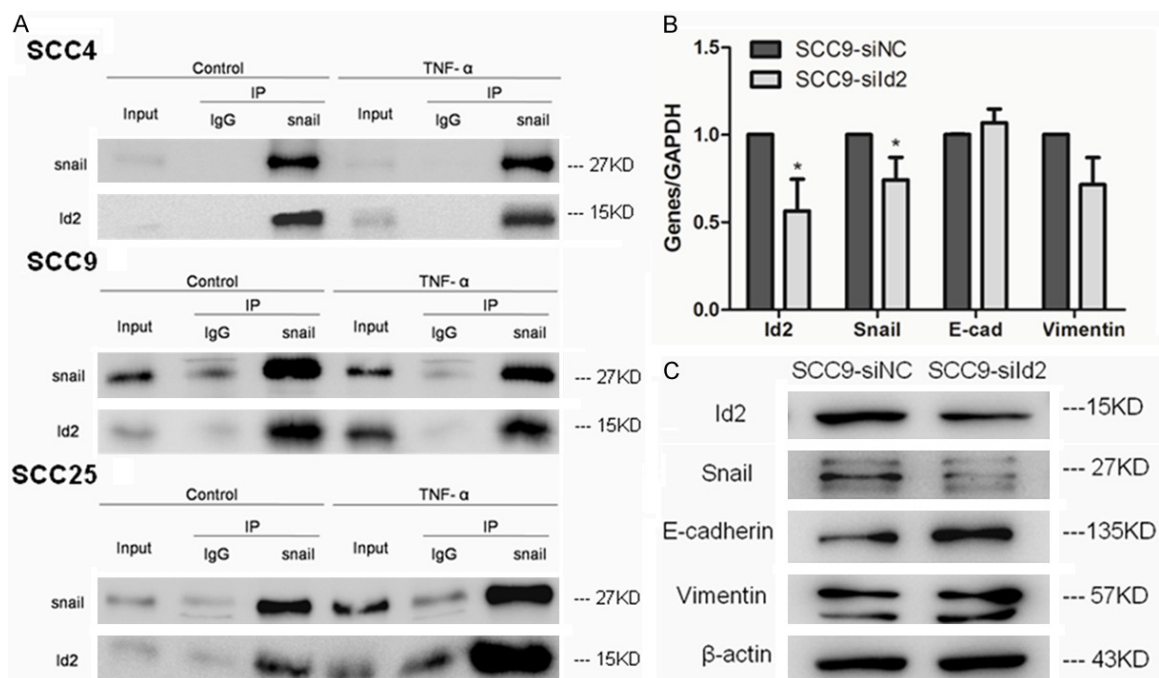 A
SCC4
Control TNF-α
IP IP
Input IgG snail Input IgG snail
snail --- 27KD
Id2 --- 15KD
SCC9
Control TNF-α
IP IP
Input IgG snail Input IgG snail
snail --- 27KD
Id2 --- 15KD
SCC25
Control TNF-α
IP IP
Input IgG snail Input IgG snail
snail --- 27KD
Id2 --- 15KD
B
SCC9-siNC
SCC9-siId2
Genes/GAPDH
1.5
1.0
0.5
0.0
* *
Id2 Snail E-cad Vimentin
C
SCC9-siNC SCC9-siId2
Id2 ---15KD
Snail --- 27KD
E-cadherin ---135KD
Vimentin --- 57KD
β-actin --- 43KD